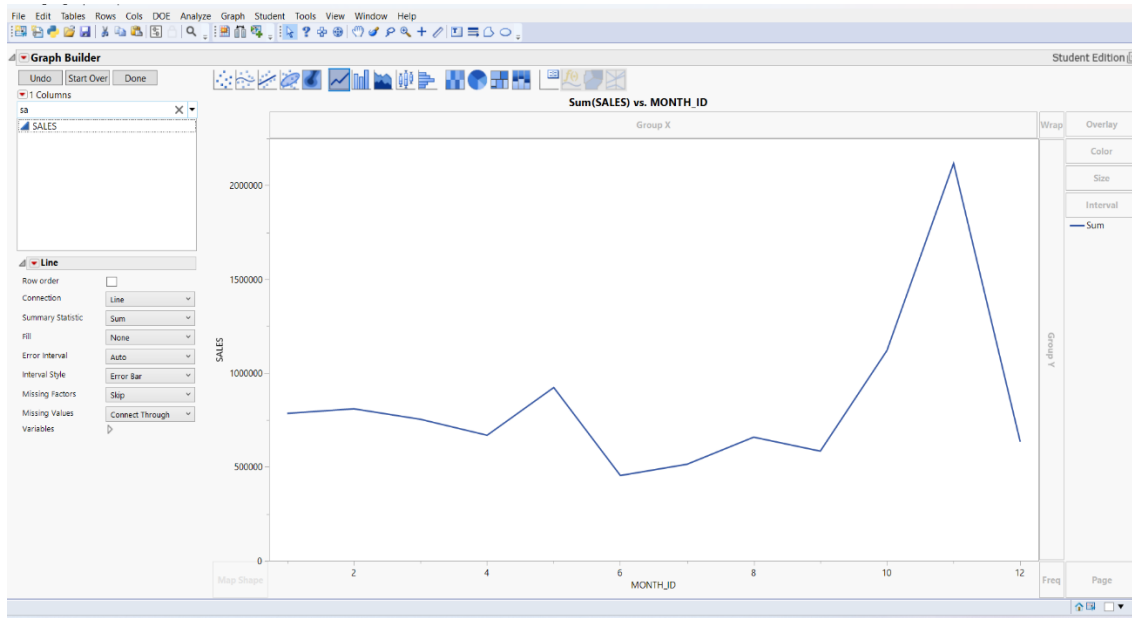 File Edit Tables Rows Cols DOE Analyze Graph Student Tools View Window Help
Graph Builder
Student Edition
Undo Start Over Done
1 Columns
sa
SALES
Sum(SALES) vs. MONTH_ID
Group X
Wrap
Overlay
Color
Size
Interval
Sum
Line
Row order
Connection Line
Summary Statistic Sum
Fill None
Error Interval Auto
Interval Style Error Bar
Missing Factors Skip
Missing Values Connect Through
Variables
SALES
2000000
1500000
1000000
500000
0
Group Y
Map Shape
2 4 6 8 10 12
MONTH_ID
Freq
Page